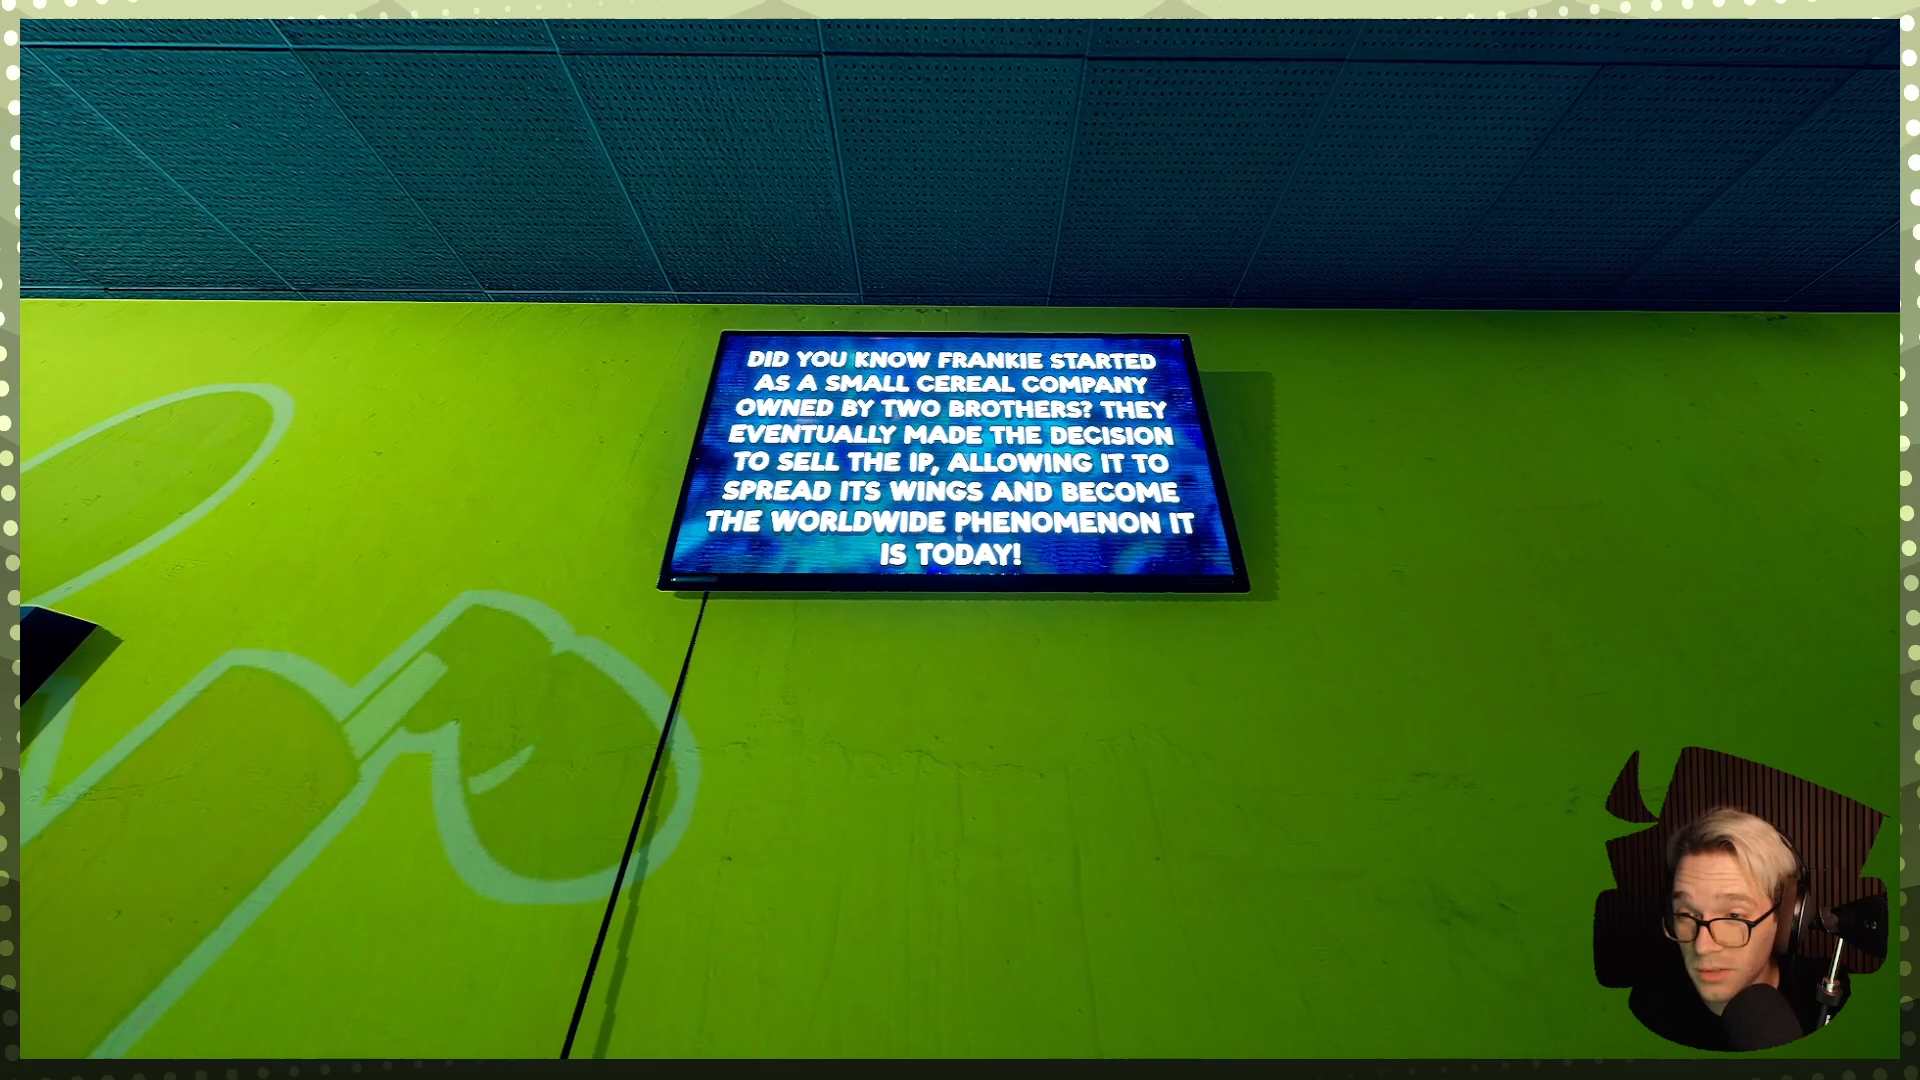 DID YOU KNOW FRANKIE STARTED
AS A SMALL CEREAL COMPANY
OWNED BY TWO BROTHERS? THEY
EVENTUALLY MADE THE DECISION
TO SELL THE IP, ALLOWING IT TO
SPREAD ITS WINGS AND BECOME
THE WORLDWIDE PHENOMENON IT
IS TODAY!